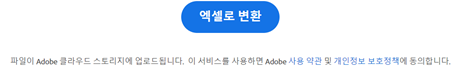 엑셀로 변환
파일이 Adobe 클라우드 스토리지에 업로드됩니다. 이 서비스를 사용하면 Adobe 사용 약관 및 개인정보 보호정책에 동의합니다.